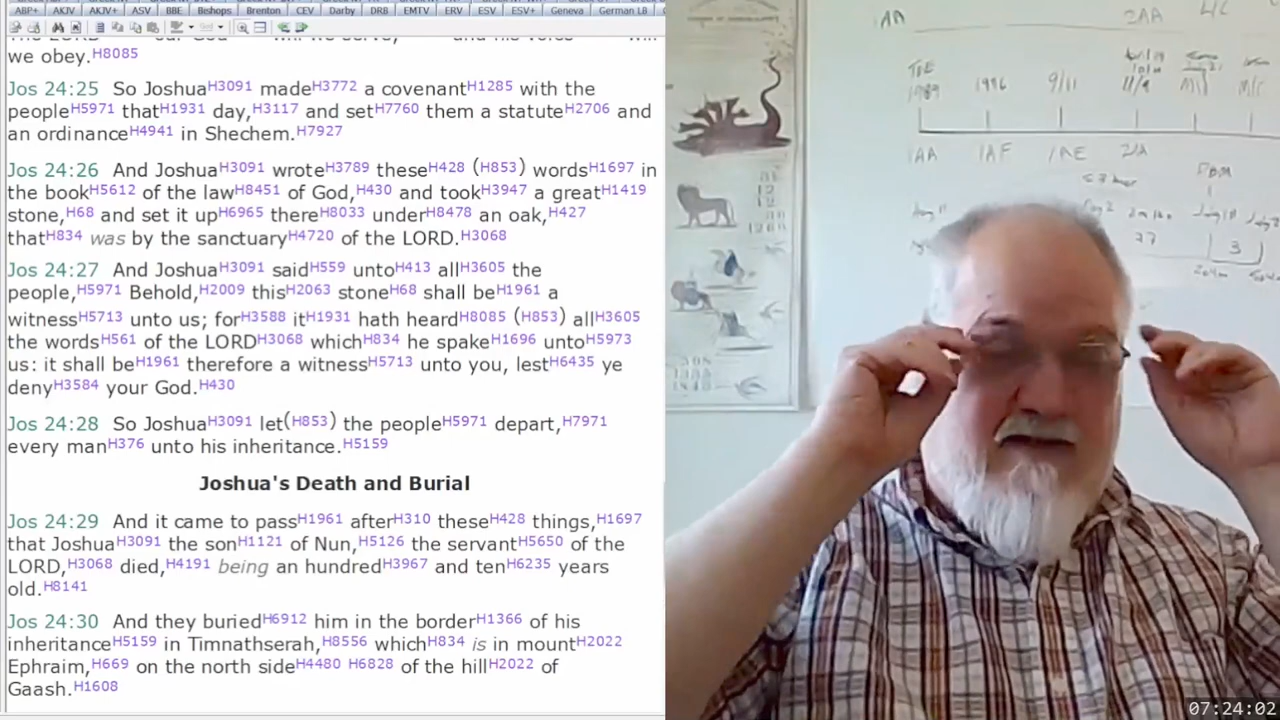 ABP+ AKJV AKJV+ ASV BBE Bishops Brenton CEV Darby DRB EMTV ERV ESV ESV+ Geneva German LB
we obey.H8085
Jos 24:25 So JoshuaH3091 madeH3772 a covenantH1285 with the
peopleH5971 thatH1931 day,H3117 and setH7760 them a statuteH2706 and
an ordinanceH4941 in Shechem.H7927
Jos 24:26 And JoshuaH3091 wroteH3789 theseH428 (H853) wordsH1697 in
the bookH5612 of the lawH8451 of God,H430 and tookH3947 a greatH1419
stone,H68 and set it upH6965 thereH8033 underH8478 an oak,H427
thatH834 was by the sanctuaryH4720 of the LORD.H3068
Jos 24:27 And JoshuaH3091 saidH559 untoH413 allH3605 the
people,H5971 Behold,H2009 thisH2063 stoneH68 shall beH1961 a
witnessH5713 unto us; forH3588 itH1931 hath heardH8085 (H853) allH3605
the wordsH561 of the LORDH3068 whichH834 he spakeH1696 untoH5973
us: it shall beH1961 therefore a witnessH5713 unto you, lestH6435 ye
denyH3584 your God.H430
Jos 24:28 So JoshuaH3091 let(H853) the peopleH5971 depart,H7971
every manH376 unto his inheritance.H5159
Joshua's Death and Burial
Jos 24:29 And it came to passH1961 afterH310 theseH428 things,H1697
that JoshuaH3091 the sonH1121 of Nun,H5126 the servantH5650 of the
LORD,H3068 died,H4191 being an hundredH3967 and tenH6235 years
old.H8141
Jos 24:30 And they buriedH6912 him in the borderH1366 of his
inheritanceH5159 in Timnathserah,H8556 whichH834 is in mountH2022
Ephraim,H669 on the north sideH4480 H6828 of the hillH2022 of
Gaash.H1608
1AA 2AA
1989 1996 9/11
1AA 1AF 1AE 2AA
77 3
07:24:02